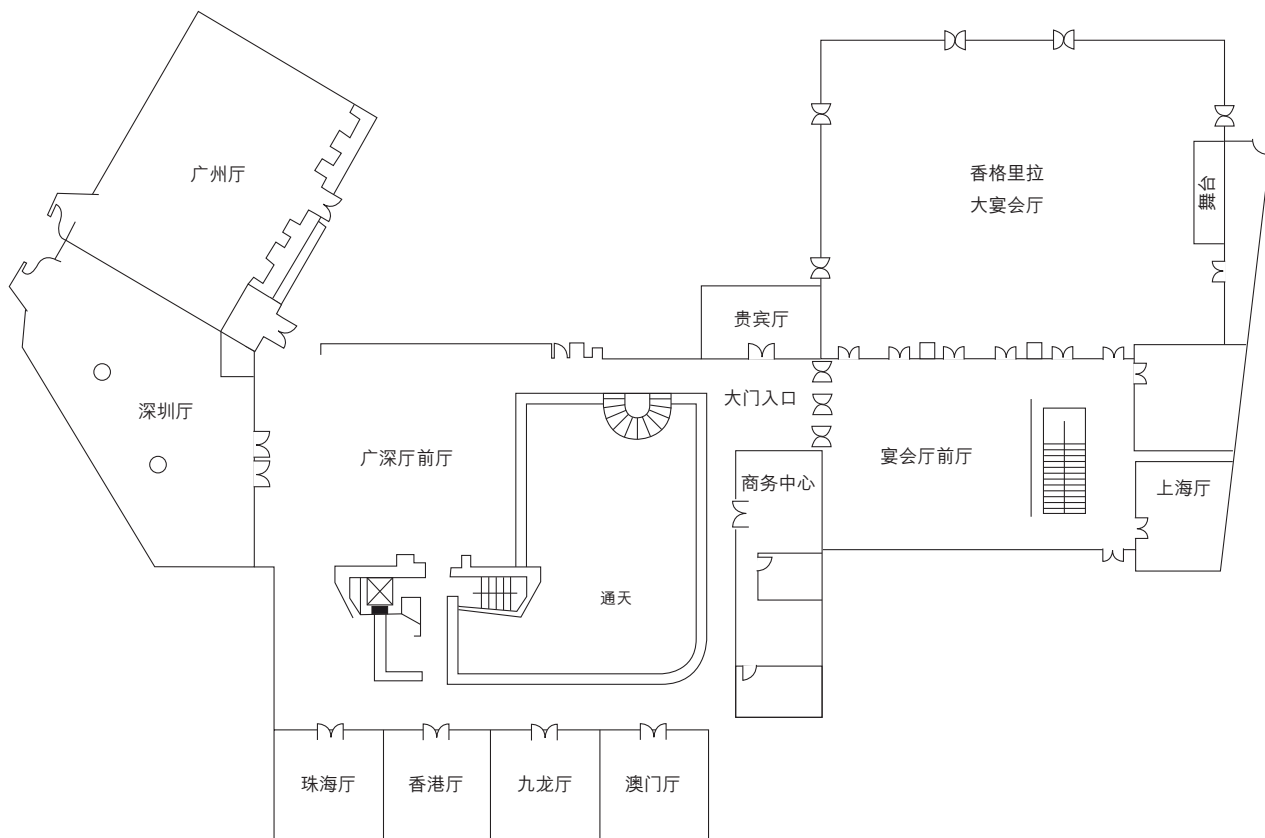 广州厅
香格里拉
大宴会厅
舞台
贵宾厅
大门入口
深圳厅
广深厅前厅
宴会厅前厅
商务中心
上海厅
通天
珠海厅
香港厅
九龙厅
澳门厅